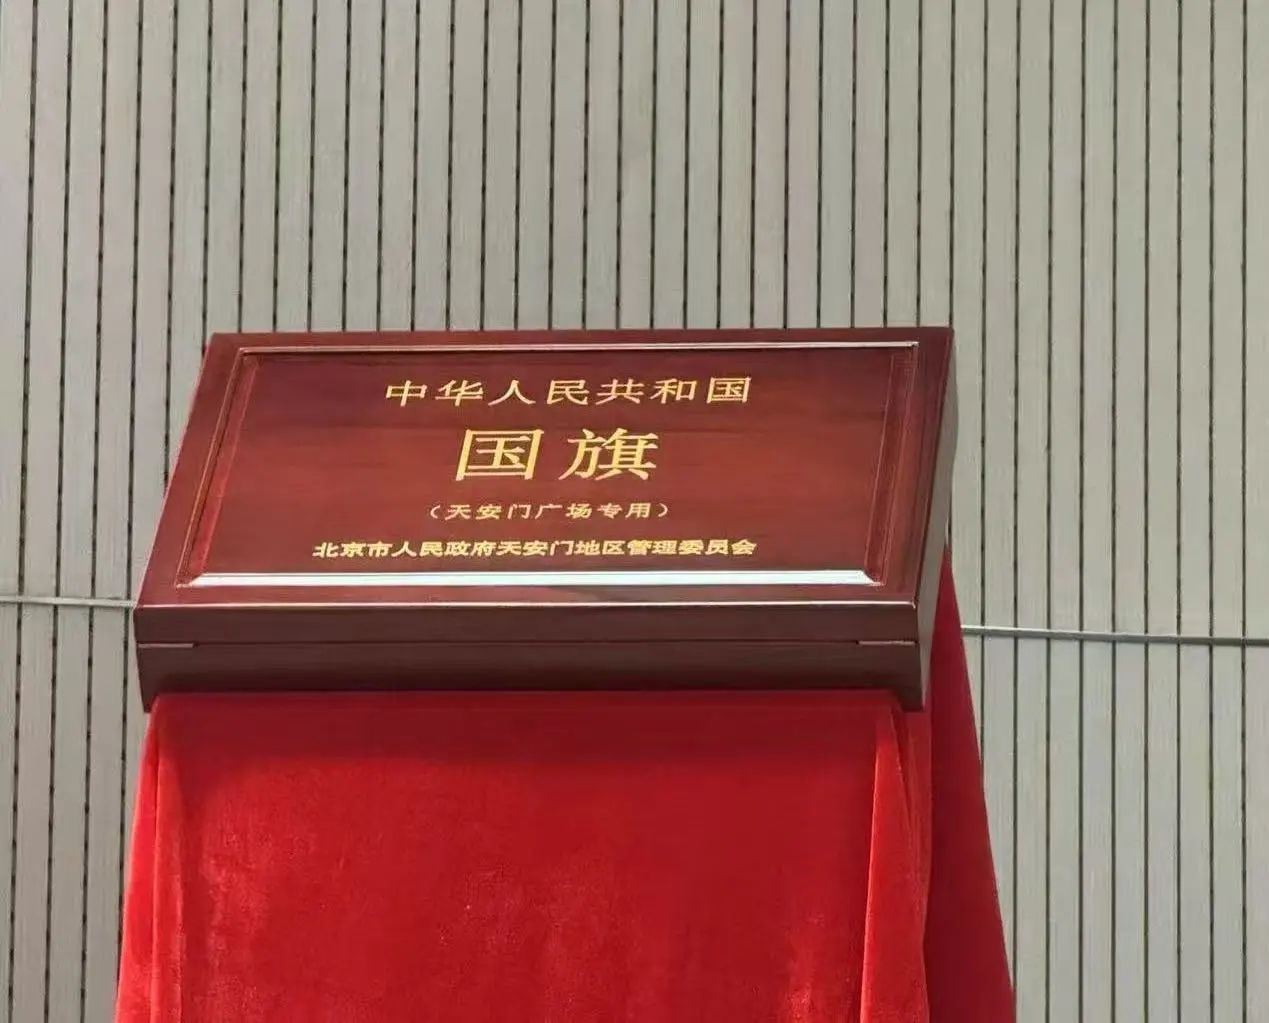 中华人民共和国
国旗
（天安门广场专用）
北京市人民政府天安门地区管理委员会